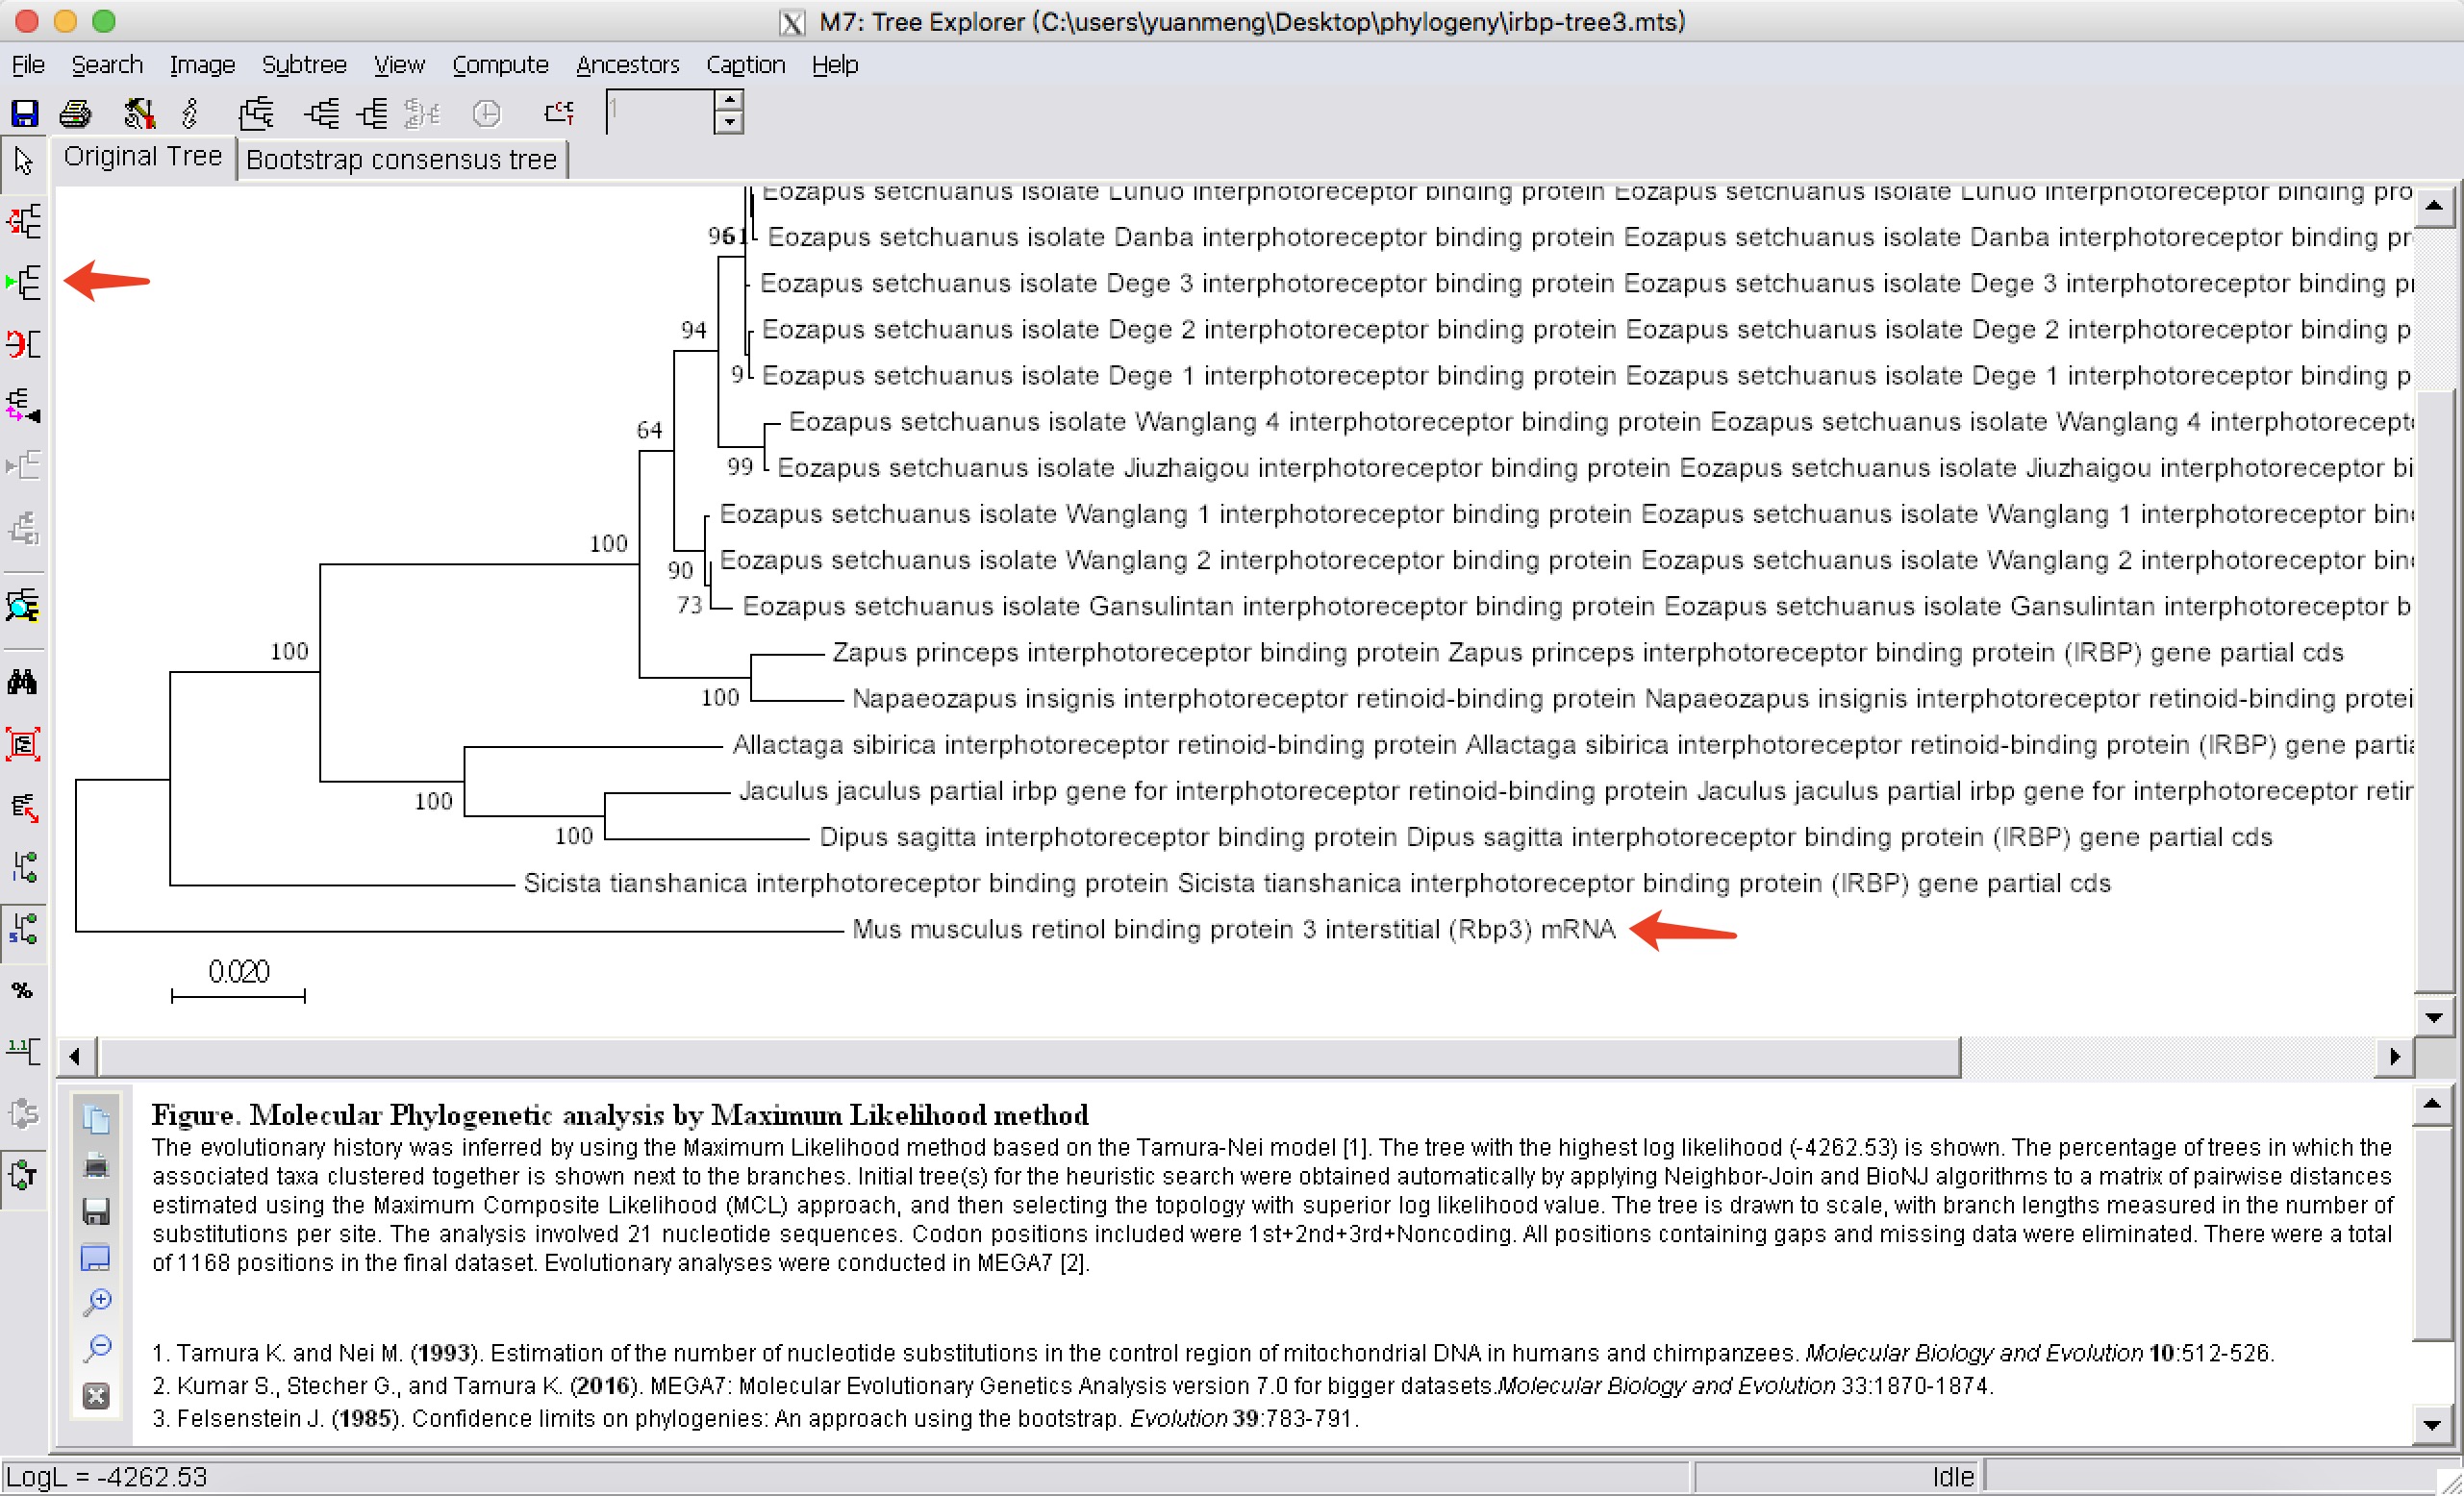 M7: Tree Explorer (C:\users\yuanmeng\Desktop\phylogeny\irbp-tree3.mts)
File Search Image Subtree View Compute Ancestors Caption Help
1
Original Tree Bootstrap consensus tree
Eozapus setchuanus isolate Luhuo interphotoreceptor binding protein Eozapus setchuanus isolate Luhuo interphotoreceptor binding pro
Eozapus setchuanus isolate Danba interphotoreceptor binding protein Eozapus setchuanus isolate Danba interphotoreceptor binding pr
Eozapus setchuanus isolate Dege 3 interphotoreceptor binding protein Eozapus setchuanus isolate Dege 3 interphotoreceptor binding p
94
Eozapus setchuanus isolate Dege 2 interphotoreceptor binding protein Eozapus setchuanus isolate Dege 2 interphotoreceptor binding p
9 Eozapus setchuanus isolate Dege 1 interphotoreceptor binding protein Eozapus setchuanus isolate Dege 1 interphotoreceptor binding p
64
Eozapus setchuanus isolate Wanglang 4 interphotoreceptor binding protein Eozapus setchuanus isolate Wanglang 4 interphotorecept
99 Eozapus setchuanus isolate Jiuzhaigou interphotoreceptor binding protein Eozapus setchuanus isolate Jiuzhaigou interphotoreceptor bi
Eozapus setchuanus isolate Wanglang 1 interphotoreceptor binding protein Eozapus setchuanus isolate Wanglang 1 interphotoreceptor bin
100
90 Eozapus setchuanus isolate Wanglang 2 interphotoreceptor binding protein Eozapus setchuanus isolate Wanglang 2 interphotoreceptor bin
73 Eozapus setchuanus isolate Gansulintan interphotoreceptor binding protein Eozapus setchuanus isolate Gansulintan interphotoreceptor b
100
Zapus princeps interphotoreceptor binding protein Zapus princeps interphotoreceptor binding protein (IRBP) gene partial cds
100 Napaeozapus insignis interphotoreceptor retinoid-binding protein Napaeozapus insignis interphotoreceptor retinoid-binding protei
Allactaga sibirica interphotoreceptor retinoid-binding protein Allactaga sibirica interphotoreceptor retinoid-binding protein (IRBP) gene parti
100 Jaculus jaculus partial irbp gene for interphotoreceptor retinoid-binding protein Jaculus jaculus partial irbp gene for interphotoreceptor reti
100 Dipus sagitta interphotoreceptor binding protein Dipus sagitta interphotoreceptor binding protein (IRBP) gene partial cds
Sicista tianshanica interphotoreceptor binding protein Sicista tianshanica interphotoreceptor binding protein (IRBP) gene partial cds
Mus musculus retinol binding protein 3 interstitial (Rbp3) mRNA
0.020
Figure. Molecular Phylogenetic analysis by Maximum Likelihood method
The evolutionary history was inferred by using the Maximum Likelihood method based on the Tamura-Nei model [1]. The tree with the highest log likelihood (-4262.53) is shown. The percentage of trees in which the
associated taxa clustered together is shown next to the branches. Initial tree(s) for the heuristic search were obtained automatically by applying Neighbor-Join and BioNJ algorithms to a matrix of pairwise distances
estimated using the Maximum Composite Likelihood (MCL) approach, and then selecting the topology with superior log likelihood value. The tree is drawn to scale, with branch lengths measured in the number of
substitutions per site. The analysis involved 21 nucleotide sequences. Codon positions included were 1st+2nd+3rd+Noncoding. All positions containing gaps and missing data were eliminated. There were a total
of 1168 positions in the final dataset. Evolutionary analyses were conducted in MEGA7 [2].
1. Tamura K. and Nei M. (1993). Estimation of the number of nucleotide substitutions in the control region of mitochondrial DNA in humans and chimpanzees. Molecular Biology and Evolution 10:512-526.
2. Kumar S., Stecher G., and Tamura K. (2016). MEGA7: Molecular Evolutionary Genetics Analysis version 7.0 for bigger datasets.Molecular Biology and Evolution 33:1870-1874.
3. Felsenstein J. (1985). Confidence limits on phylogenies: An approach using the bootstrap. Evolution 39:783-791.
LogL = -4262.53 Idle